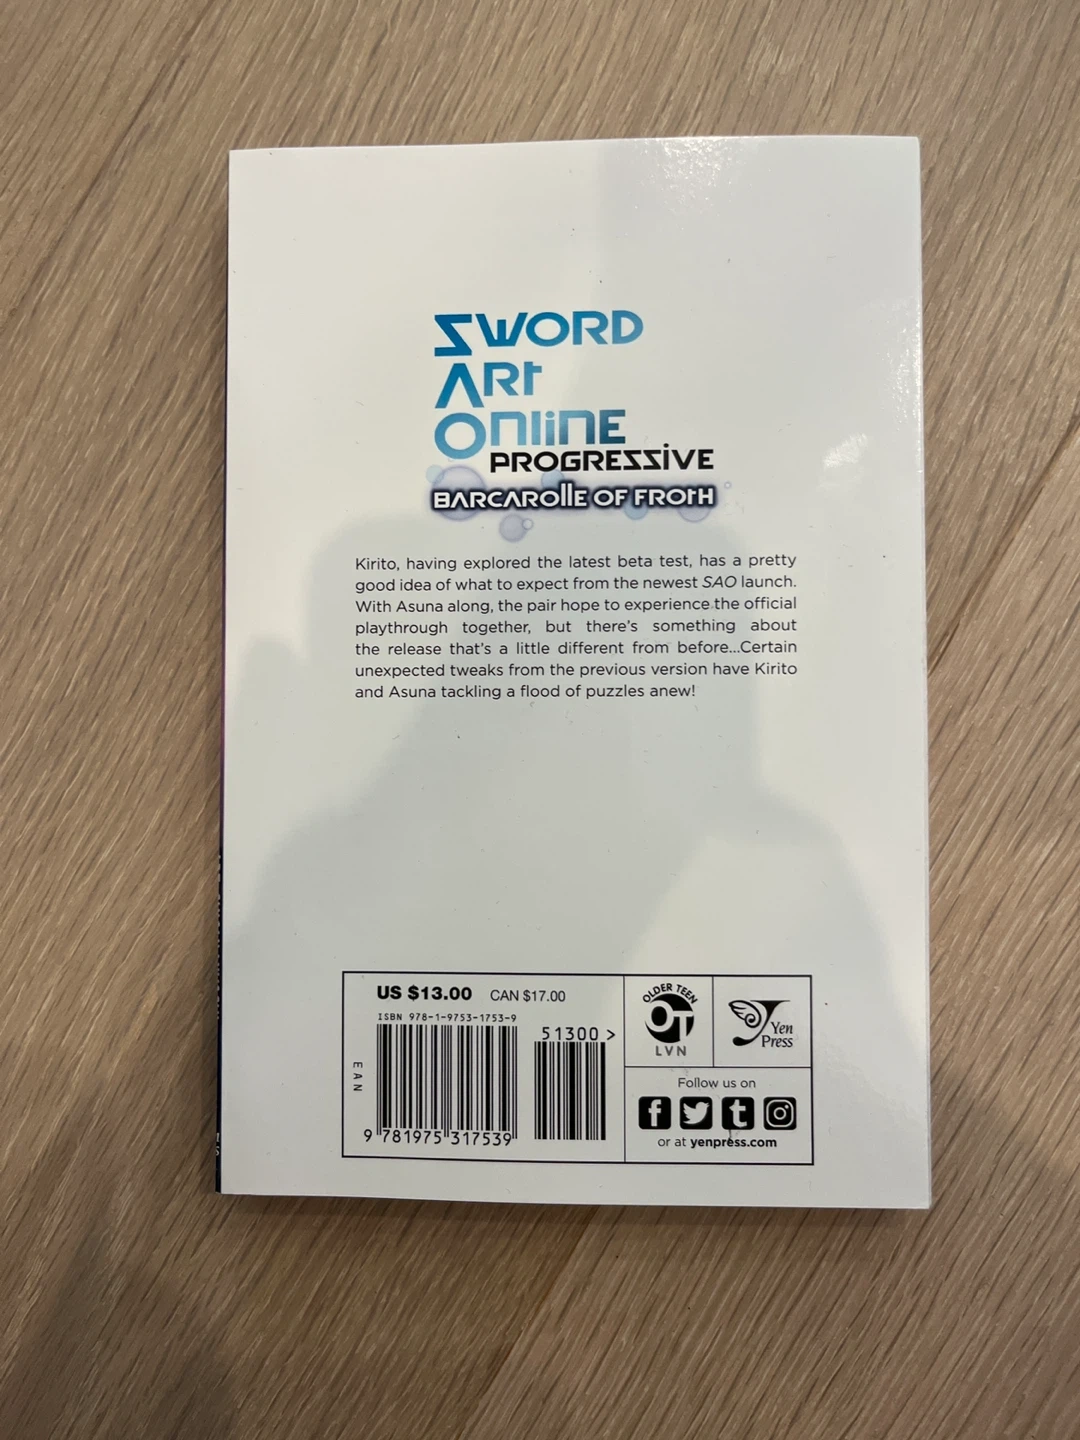 SWORD
ART
ONLINE
PROGRESSIVE
BARCAROLLE OF FROTH
Kirito, having explored the latest beta test, has a pretty
good idea of what to expect from the newest SAO launch.
With Asuna along, the pair hope to experience the official
playthrough together, but there's something about
the release that's a little different from before...Certain
unexpected tweaks from the previous version have Kirito
and Asuna tackling a flood of puzzles anew!
US $13.00 CAN $17.00
ISBN 978-1-9753-1753-9
51300 >
EAN
9 781975 317539
OLDER TEEN
OT
LVN
Yen
Press
Follow us on
or at yenpress.com